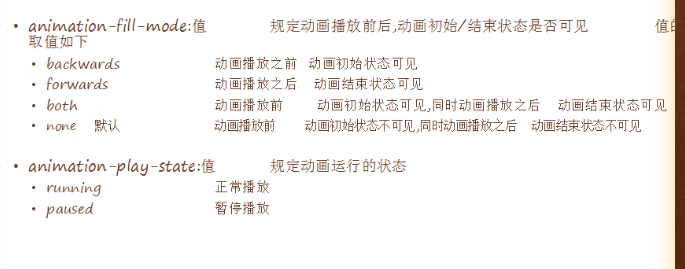 • animation-fill-mode:值 规定动画播放前后,动画初始/结束状态是否可见 值的
取值如下
• backwards 动画播放之前 动画初始状态可见
• forwards 动画播放之后 动画结束状态可见
• both 动画播放前 动画初始状态可见,同时动画播放之后 动画结束状态可见
• none 默认 动画播放前 动画初始状态不可见,同时动画播放之后 动画结束状态不可见
• animation-play-state:值 规定动画运行的状态
• running 正常播放
• paused 暂停播放